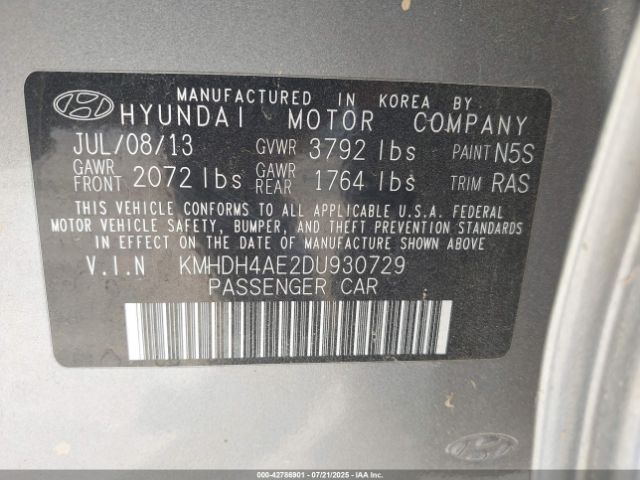 MANUFACTURED IN KOREA BY
HYUNDAI MOTOR COMPANY
JUL/08/13 GVWR 3792 lbs PAINT N5S
GAWR FRONT 2072 lbs GAWR REAR 1764 lbs TRIM RAS
THIS VEHICLE CONFORMS TO ALL APPLICABLE U.S.A. FEDERAL
MOTOR VEHICLE SAFETY, BUMPER, AND THEFT PREVENTION STANDARDS
IN EFFECT ON THE DATE OF MANUFACTURE SHOWN ABOVE
V.I.N KMHDH4AE2DU930729
PASSENGER CAR
000-42786901 - 07/21/2025 - IAAI.COM